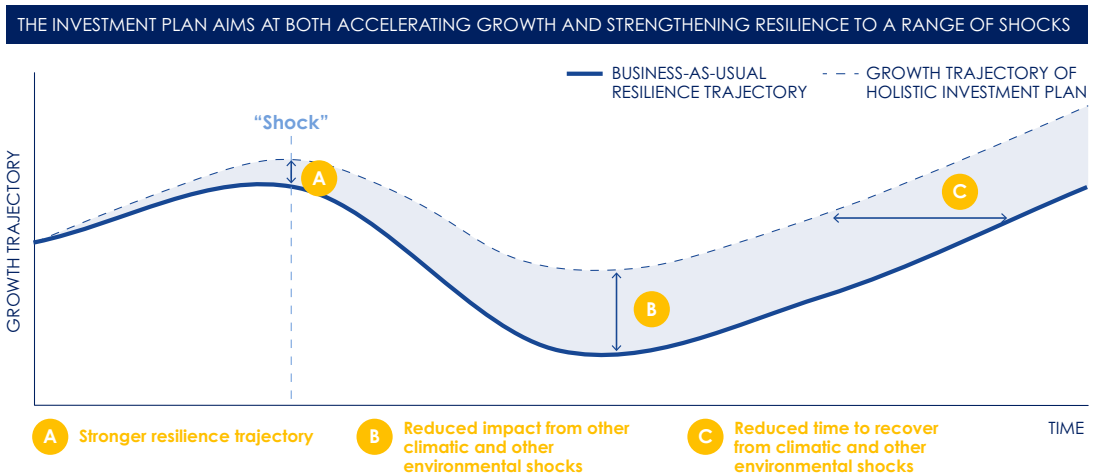 THE INVESTMENT PLAN AIMS AT BOTH ACCELERATING GROWTH AND STRENGTHENING RESILIENCE TO A RANGE OF SHOCKS
BUSINESS-AS-USUAL
RESILIENCE TRAJECTORY
GROWTH TRAJECTORY OF
HOLISTIC INVESTMENT PLAN
"Shock"
A
C
B
GROWTH TRAJECTORY
TIME
A
Stronger resilience trajectory
B
Reduced impact from other
climatic and other
environmental shocks
C
Reduced time to recover
from climatic and other
environmental shocks